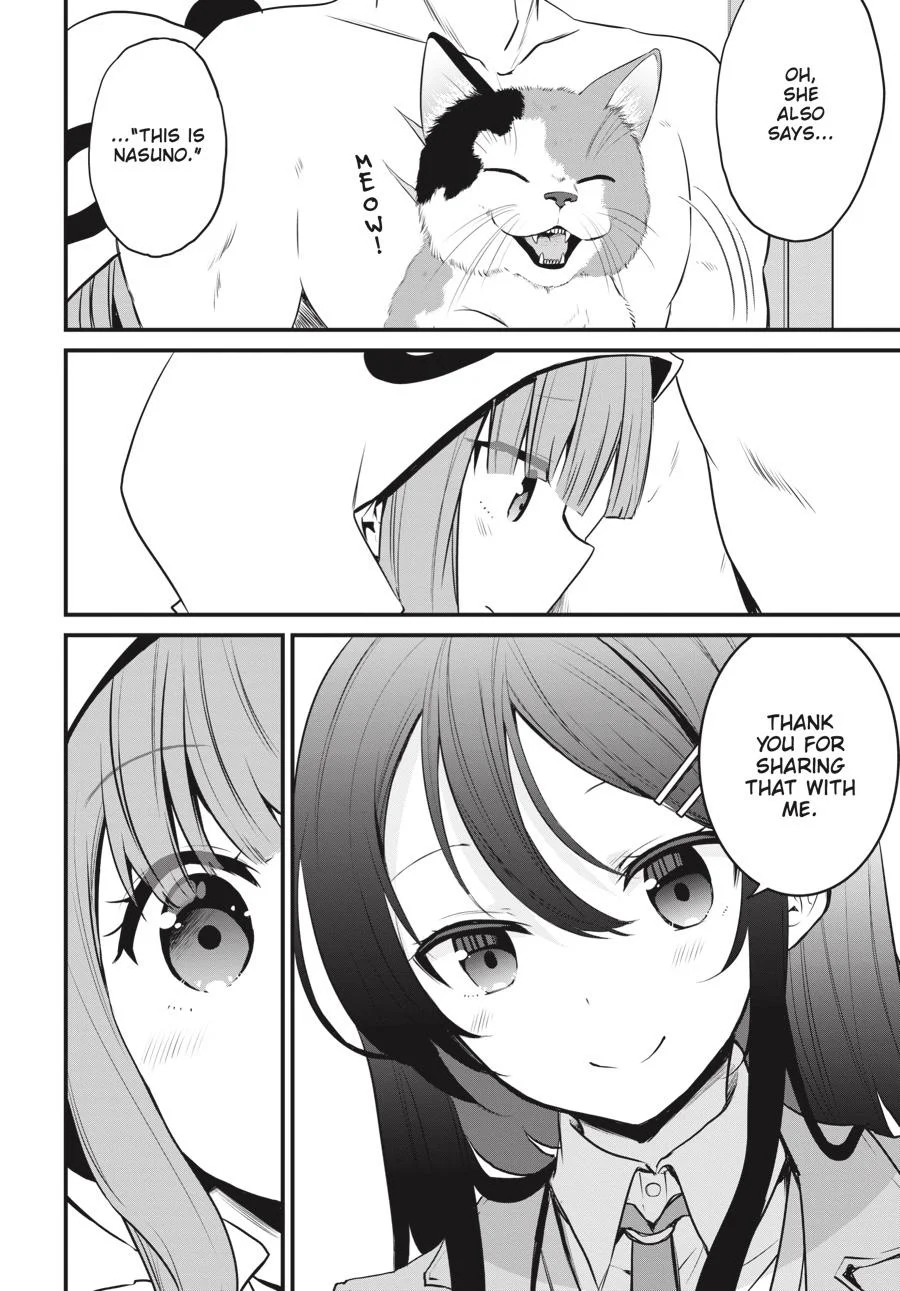 OH,
SHE
ALSO
SAYS...
MEOW!
..."THIS IS
NASUNO."
THANK
YOU FOR
SHARING
THAT WITH
ME.